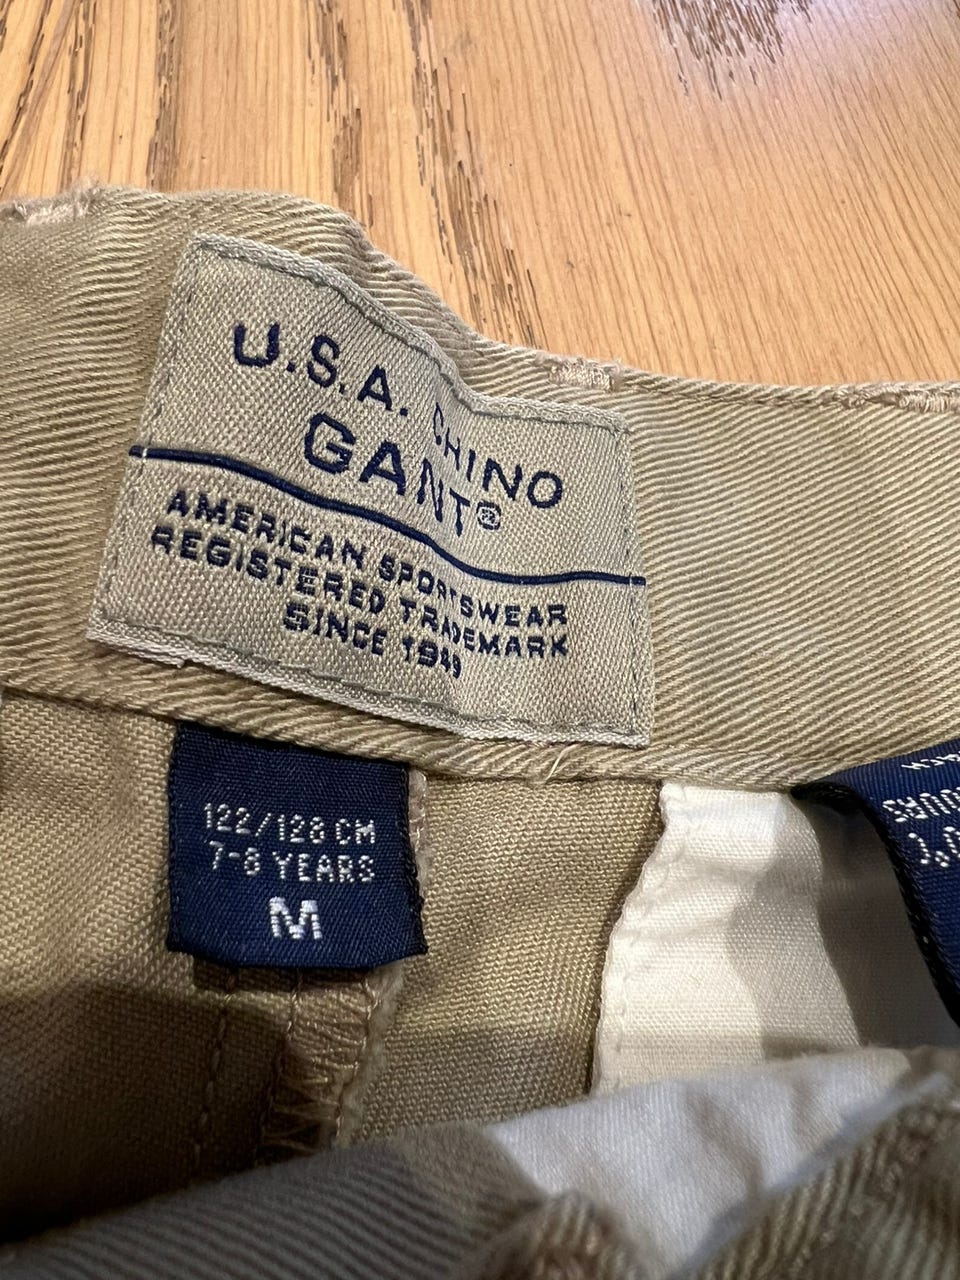 U.S.A. CHINO
GANT®
AMERICAN SPORTSWEAR
REGISTERED TRADEMARK
SINCE 1949
122/128 CM
7-8 YEARS
M